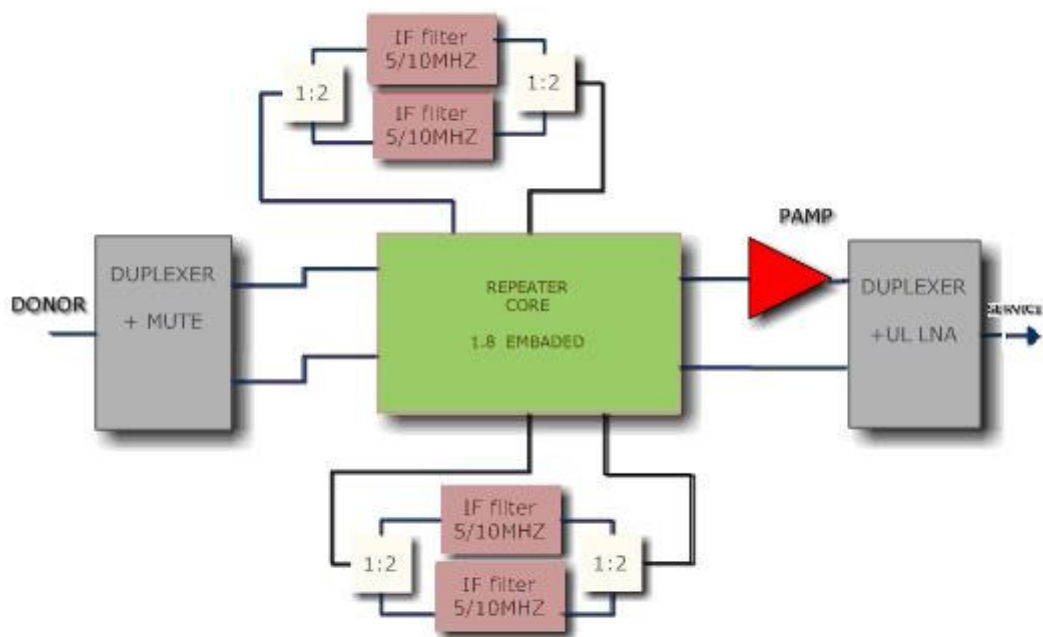 IF filter
5/10MHZ
1:2
1:2
IF filter
5/10MHZ
PAMP
DUPLEXER
+ MUTE
DONOR
REPEATER
CORE
1.8 EMBADED
DUPLEXER
+UL LNA
SERVICE
IF filter
5/10MHZ
1:2
1:2
IF filter
5/10MHZ